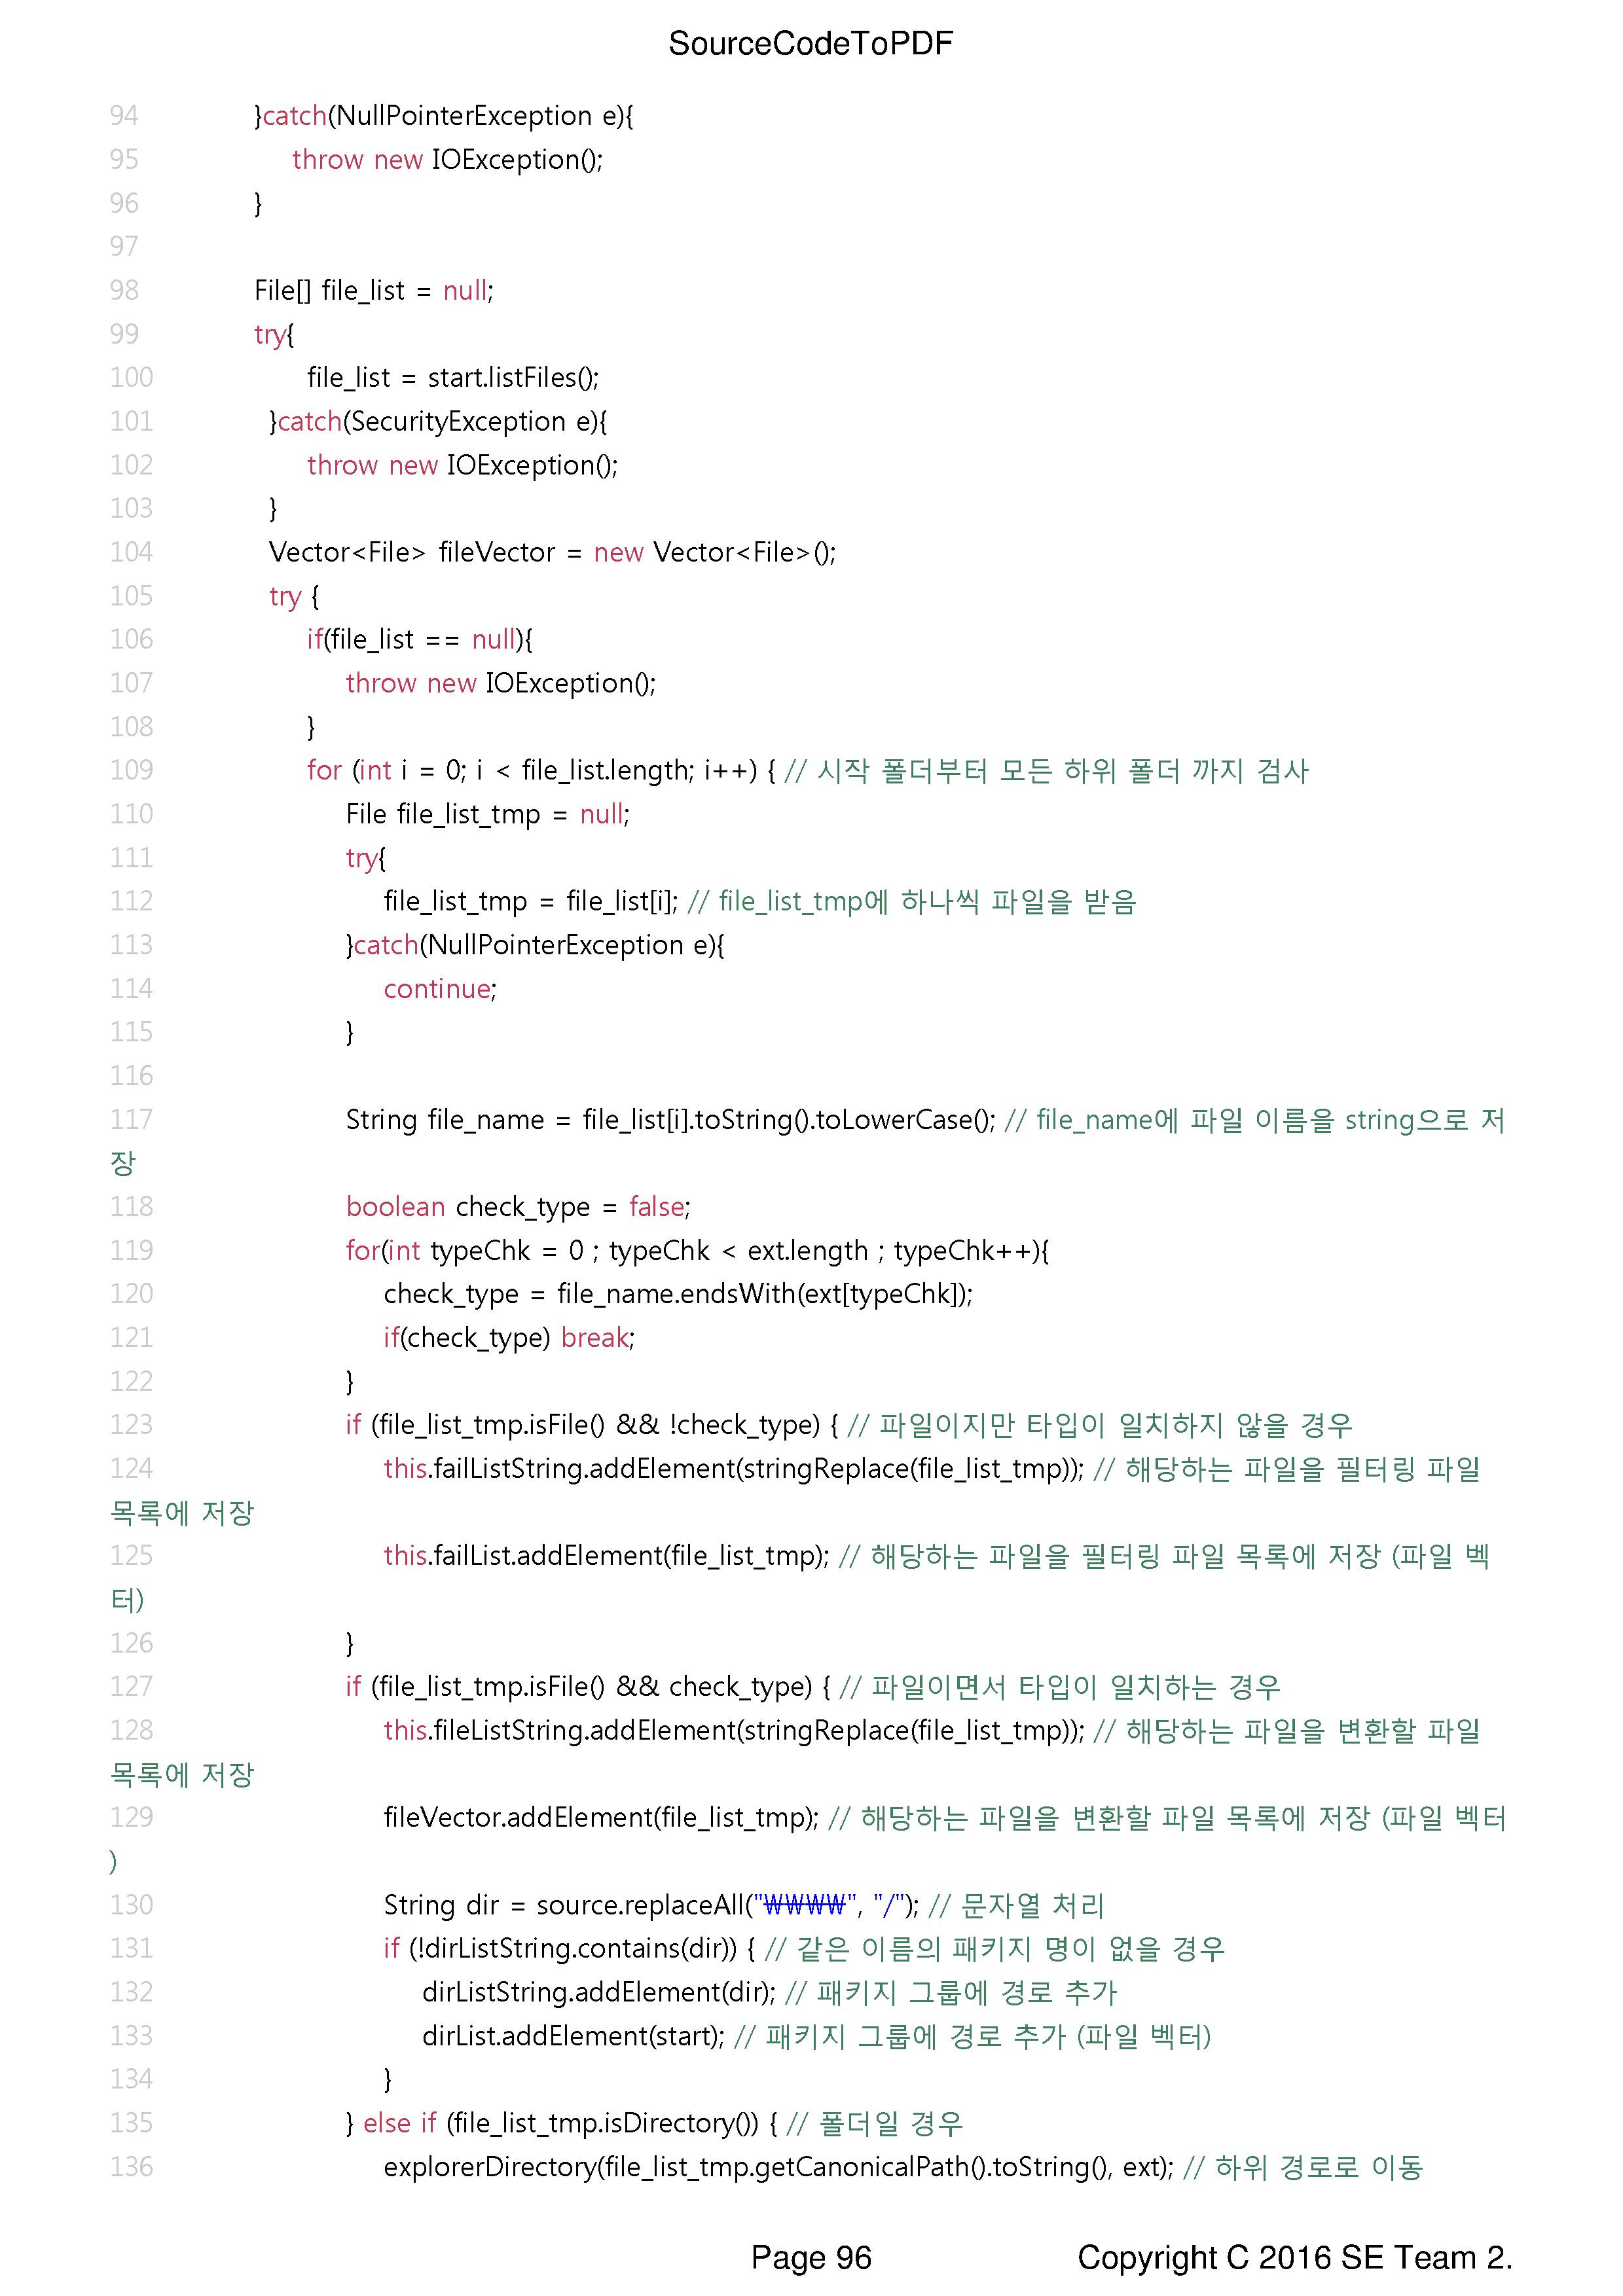 SourceCodeToPDF
94 }catch(NullPointerException e){
95 throw new IOException();
96 }
97
98 File[] file_list = null;
99 try{
100 file_list = start.listFiles();
101 }catch(SecurityException e){
102 throw new IOException();
103 }
104 Vector<File> fileVector = new Vector<File>();
105 try {
106 if(file_list == null){
107 throw new IOException();
108 }
109 for (int i = 0; i < file_list.length; i++) { // 시작 폴더부터 모든 하위 폴더 까지 검사
110 File file_list_tmp = null;
111 try{
112 file_list_tmp = file_list[i]; // file_list_tmp에 하나씩 파일을 받음
113 }catch(NullPointerException e){
114 continue;
115 }
116
117 String file_name = file_list[i].toString().toLowerCase(); // file_name에 파일 이름을 string으로 저
장
118 boolean check_type = false;
119 for(int typeChk = 0 ; typeChk < ext.length ; typeChk++){
120 check_type = file_name.endsWith(ext[typeChk]);
121 if(check_type) break;
122 }
123 if (file_list_tmp.isFile() && !check_type) { // 파일이지만 타입이 일치하지 않을 경우
124 this.failListString.addElement(stringReplace(file_list_tmp)); // 해당하는 파일을 필터링 파일
목록에 저장
125 this.failList.addElement(file_list_tmp); // 해당하는 파일을 필터링 파일 목록에 저장 (파일 벡
터)
126 }
127 if (file_list_tmp.isFile() && check_type) { // 파일이면서 타입이 일치하는 경우
128 this.fileListString.addElement(stringReplace(file_list_tmp)); // 해당하는 파일을 변환할 파일
목록에 저장
129 fileVector.addElement(file_list_tmp); // 해당하는 파일을 변환할 파일 목록에 저장 (파일 벡터
)
130 String dir = source.replaceAll("₩₩₩₩", "/"); // 문자열 처리
131 if (!dirListString.contains(dir)) { // 같은 이름의 패키지 명이 없을 경우
132 dirListString.addElement(dir); // 패키지 그룹에 경로 추가
133 dirList.addElement(start); // 패키지 그룹에 경로 추가 (파일 벡터)
134 }
135 } else if (file_list_tmp.isDirectory()) { // 폴더일 경우
136 explorerDirectory(file_list_tmp.getCanonicalPath().toString(), ext); // 하위 경로로 이동
Page 96 Copyright C 2016 SE Team 2.